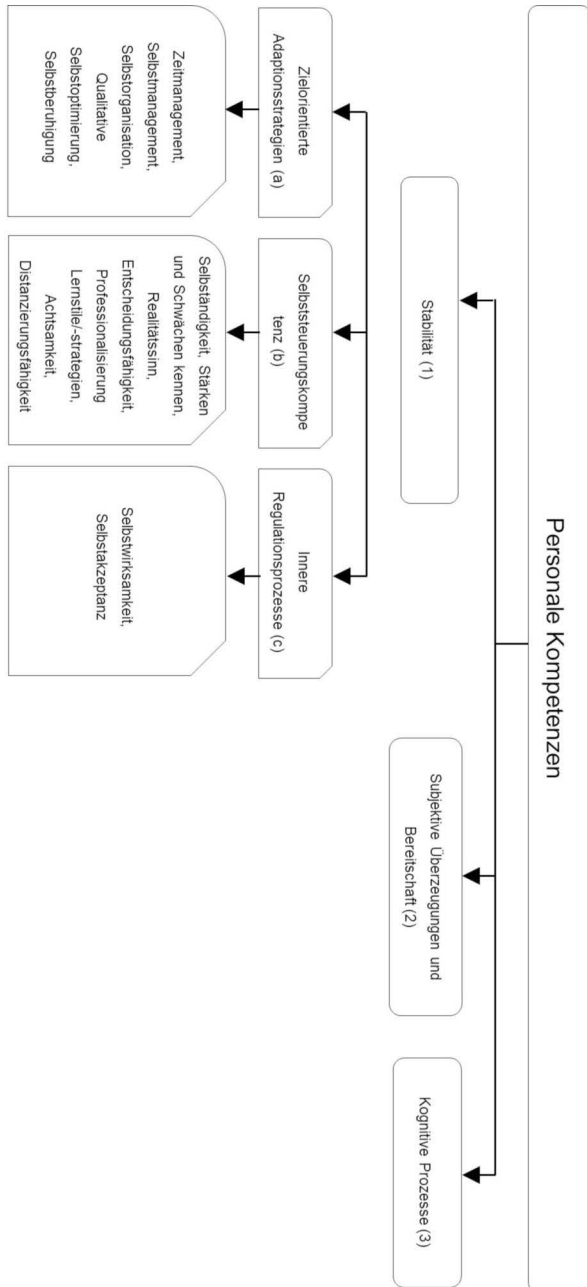 Personale Kompetenzen
Stabilität (1)
Subjektive Überzeugungen und
Bereitschaft (2)
Kognitive Prozesse (3)
Zielorientierte
Adaptionsstrategien (a)
Selbststeuerungskompe
tenz (b)
Innere
Regulationsprozesse (c)
Zeitmanagement,
Selbstmanagement,
Selbstorganisation,
Qualitative
Selbstoptimierung,
Selbstberuhigung
Selbständigkeit, Stärken
und Schwächen kennen,
Realitätssinn,
Entscheidungsfähigkeit,
Professionalisierung
Lernstile/-strategien,
Achtsamkeit,
Distanzierungsfähigkeit
Selbstwirksamkeit,
Selbstakzeptanz